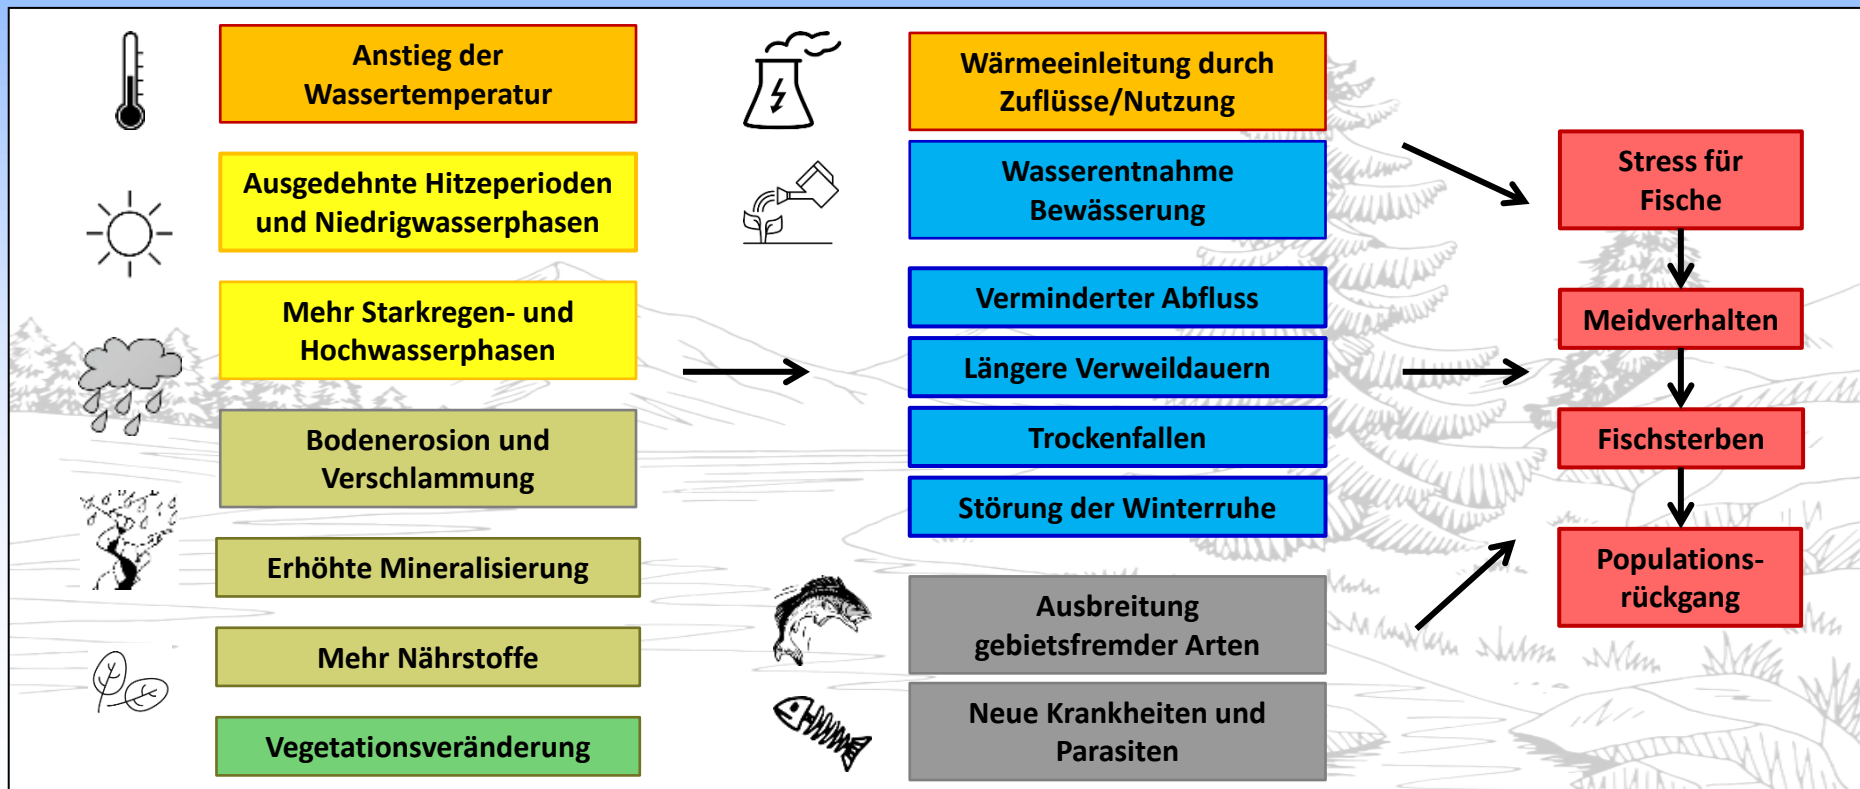 Anstieg der
Wassertemperatur
Ausgedehnte Hitzeperioden
und Niedrigwasserphasen
Mehr Starkregen- und
Hochwasserphasen
Bodenerosion und
Verschlammung
Erhöhte Mineralisierung
Mehr Nährstoffe
Vegetationsveränderung
Wärmeeinleitung durch
Zuflüsse/Nutzung
Wasserentnahme
Bewässerung
Verminderter Abfluss
Längere Verweildauern
Trockenfallen
Störung der Winterruhe
Ausbreitung
gebietsfremder Arten
Neue Krankheiten und
Parasiten
Stress für
Fische
Meidverhalten
Fischsterben
Populations-
rückgang